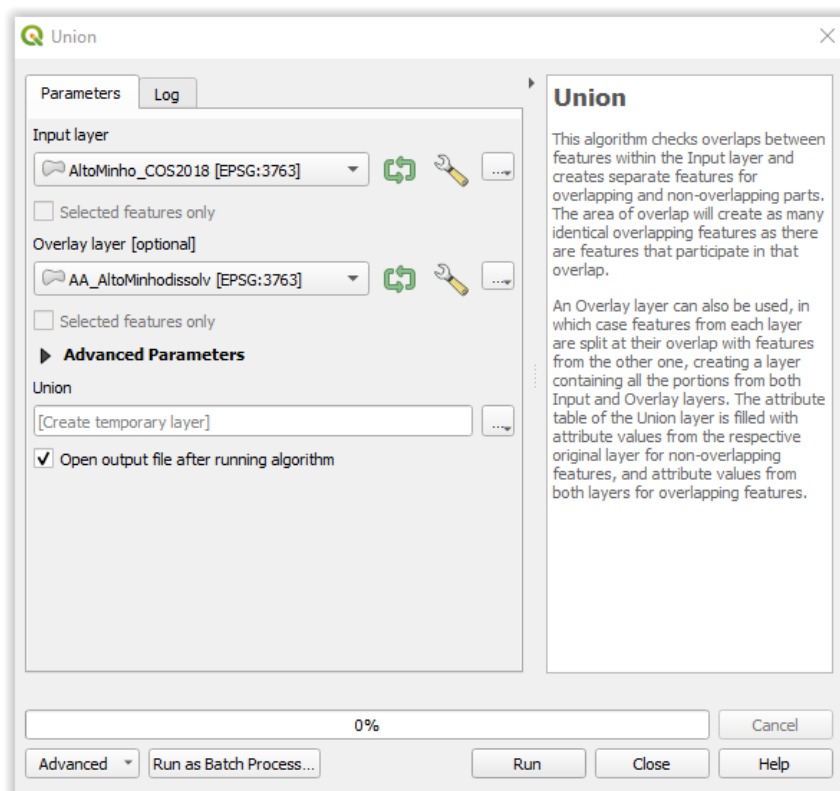 Union
Parameters
Log
Input layer
AltoMinho_COS2018 [EPSG:3763]
...
Selected features only
Overlay layer [optional]
AA_AltoMinhodissolv [EPSG:3763]
...
Selected features only
Advanced Parameters
Union
[Create temporary layer]
...
Open output file after running algorithm
Union
This algorithm checks overlaps between
features within the Input layer and
creates separate features for
overlapping and non-overlapping parts.
The area of overlap will create as many
identical overlapping features as there
are features that participate in that
overlap.
An Overlay layer can also be used, in
which case features from each layer
are split at their overlap with features
from the other one, creating a layer
containing all the portions from both
Input and Overlay layers. The attribute
table of the Union layer is filled with
attribute values from the respective
original layer for non-overlapping
features, and attribute values from
both layers for overlapping features.
0%
Cancel
Advanced
Run as Batch Process...
Run
Close
Help